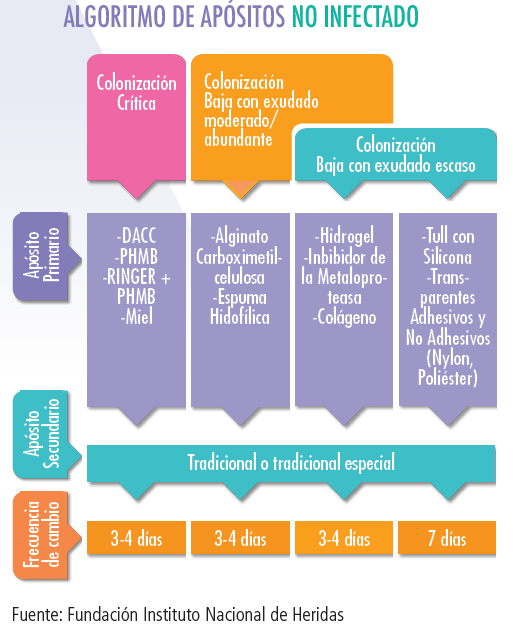 ALGORITMO DE APÓSITOS NO INFECTADO
Colonización
Crítica
Colonización
Baja con exudado
moderado/
abundante
Colonización
Baja con exudado escaso
Apósito
Primario
-DACC
-PHMB
-RINGER +
PHMB
-Miel
-Alginato
Carboximetil-
celulosa
-Espuma
Hidofílica
-Hidrogel
-Inbibidor de
la Metalopro-
teasa
-Colágeno
-Tull con
Silicona
-Trans-
parentes
Adhesivos y
No Adhesivos
(Nylon,
Poliéster)
Apósito
Secundario
Tradicional o tradicional especial
Frecuencia
de cambio
3-4 días
3-4 días
3-4 días
7 días
Fuente: Fundación Instituto Nacional de Heridas